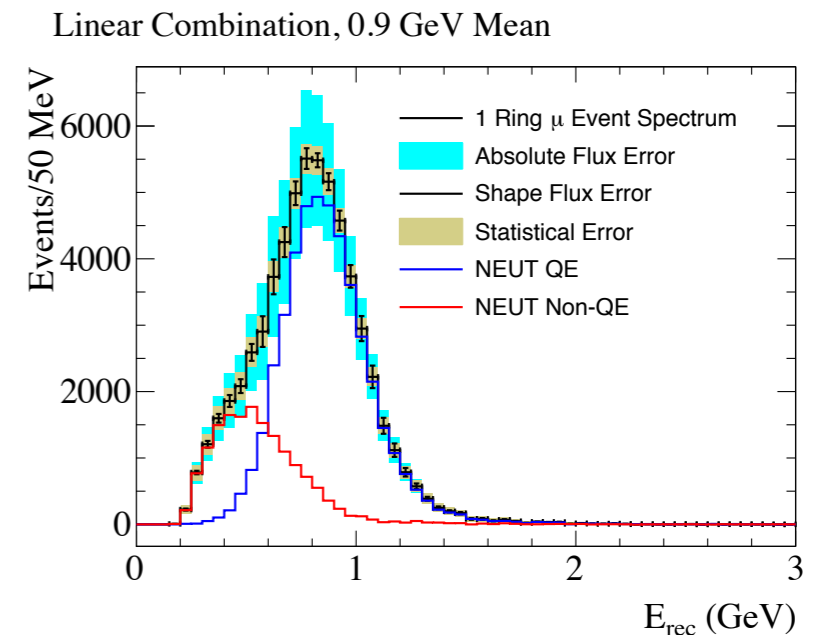 Linear Combination, 0.9 GeV Mean
Events/50 MeV
6000
4000
2000
0
1 Ring μ Event Spectrum
Absolute Flux Error
Shape Flux Error
Statistical Error
NEUT QE
NEUT Non-QE
0 1 2 3
E_rec (GeV)